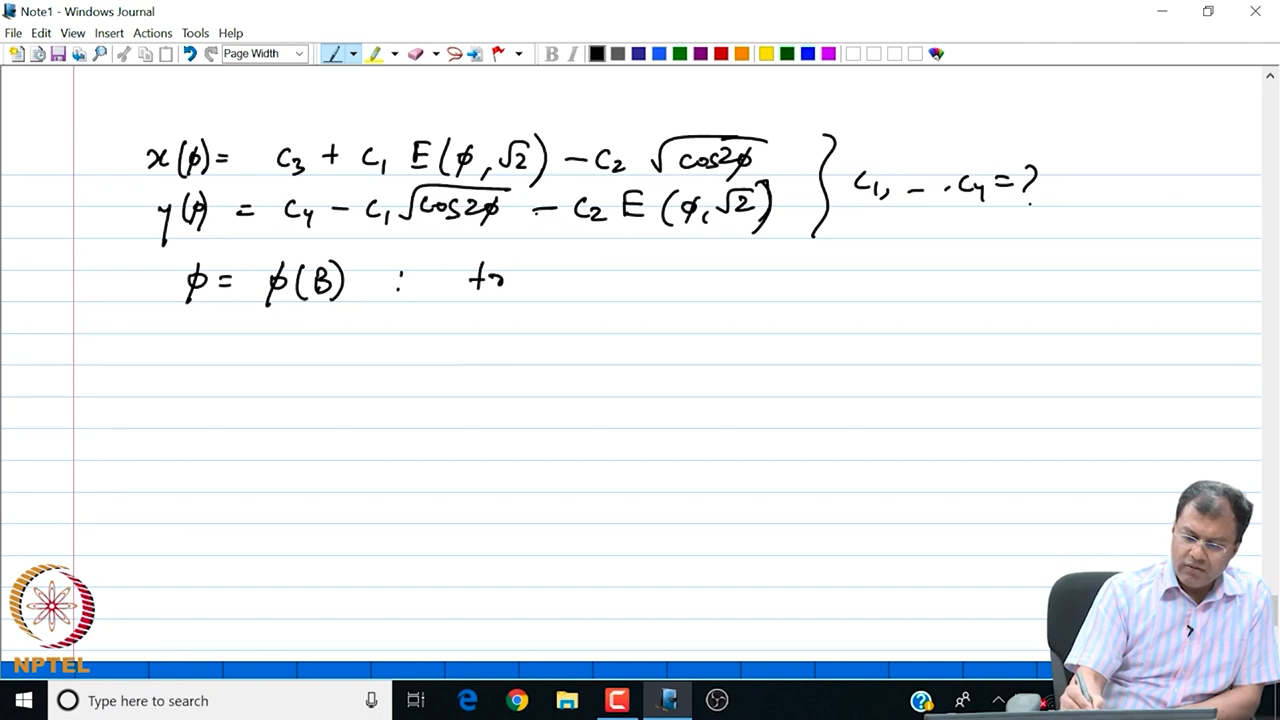 Note1 - Windows Journal
File Edit View Insert Actions Tools Help
Page Width
x(φ) = c₃ + c₁ E(φ, √2) − c₂ √cos2φ
y(φ) = c₄ − c₁ √cos2φ − c₂ E(φ, √2) } c₁, − . c₄ = ?
φ = φ(B) : to
NPTEL
Type here to search